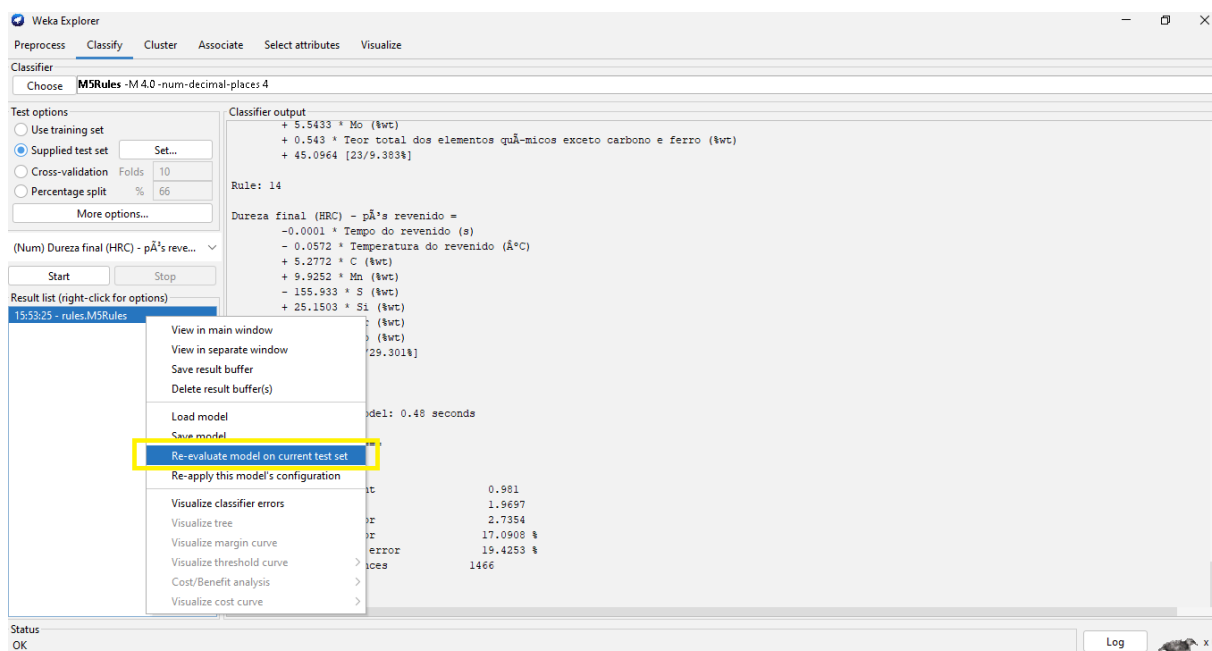 Weka Explorer
Preprocess Classify Cluster Associate Select attributes Visualize
Classifier
Choose M5Rules -M 4.0 -num-decimal-places 4
Test options
Use training set
Supplied test set Set...
Cross-validation Folds 10
Percentage split % 66
More options...
(Num) Dureza final (HRC) - pÃ³s reve...
Start Stop
Result list (right-click for options)
15:53:25 - rules.M5Rules
Classifier output
+ 5.5433 * Mo (%wt)
+ 0.543 * Teor total dos elementos quÃ-micos exceto carbono e ferro (%wt)
+ 45.0964 [23/9.383%]
Rule: 14
Dureza final (HRC) - pÃ³s revenido =
-0.0001 * Tempo do revenido (s)
- 0.0572 * Temperatura do revenido (Â°C)
+ 5.2772 * C (%wt)
+ 9.9252 * Mn (%wt)
- 155.933 * S (%wt)
+ 25.1503 * Si (%wt)
(%wt)
(%wt)
/29.301%]
del: 0.48 seconds
0.981
1.9697
2.7354
17.0908 %
error 19.4253 %
1466
View in main window
View in separate window
Save result buffer
Delete result buffer(s)
Load model
Save model
Re-evaluate model on current test set
Re-apply this model's configuration
Visualize classifier errors
Visualize tree
Visualize margin curve
Visualize threshold curve
Cost/Benefit analysis
Visualize cost curve
Status
OK
Log
x